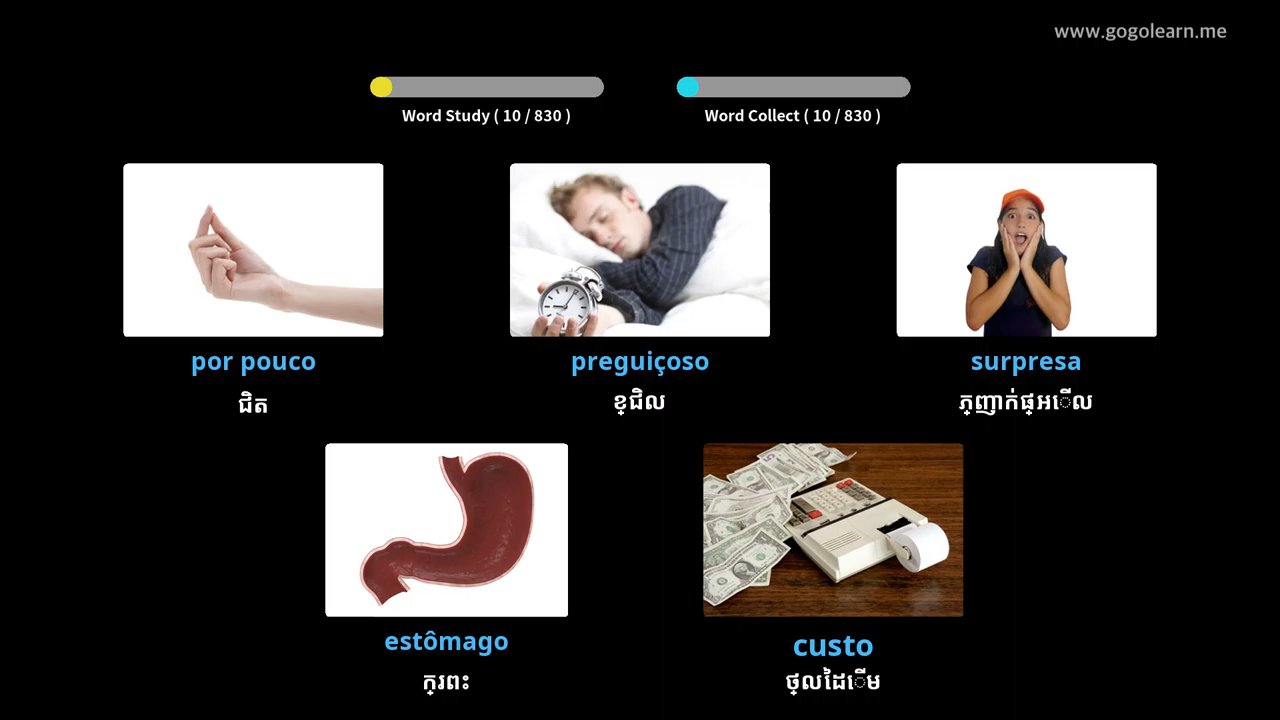 www.gogolearn.me
Word Study ( 10 / 830 )
Word Collect ( 10 / 830 )
por pouco
preguiçoso
surpresa
ជិត
ខ្ជិល
ភ្ញាក់ផ្អើល
estômago
custo
ក្រពះ
ថ្លដៃើម